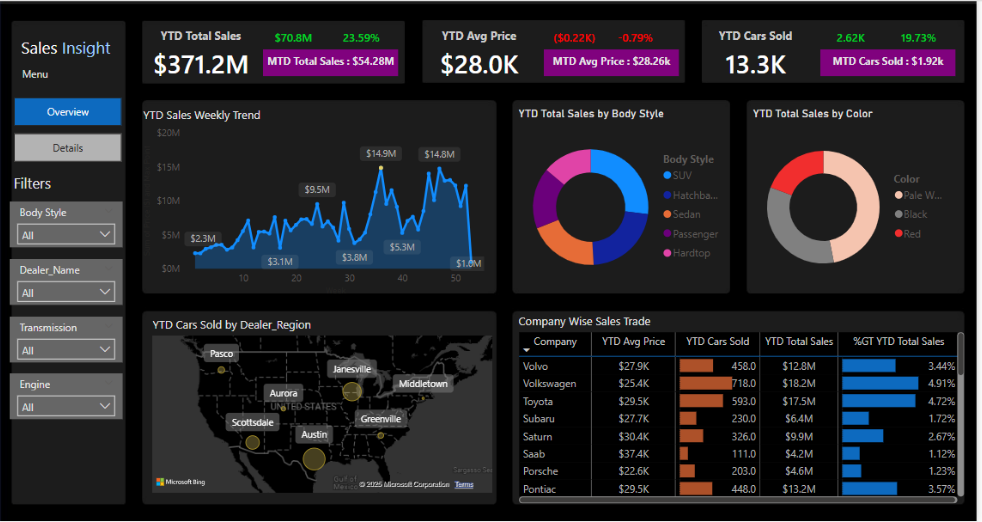 Sales Insight
Menu
Overview
Details
Filters
Body Style
All
Dealer_Name
All
Transmission
All
Engine
All
YTD Total Sales
$70.8M 23.59%
$371.2M
MTD Total Sales : $54.28M
YTD Avg Price
($0.22K) -0.79%
$28.0K
MTD Avg Price : $28.26k
YTD Cars Sold
2.62K 19.73%
13.3K
MTD Cars Sold : $1.92k
YTD Sales Weekly Trend
$20M
$15M
$10M
$5M
$0M
$2.3M
$3.1M
$9.5M
$3.8M
$14.9M
$5.3M
$14.8M
$1.0M
10 20 30 40 50
YTD Total Sales by Body Style
Body Style
SUV
Hatchba...
Sedan
Passenger
Hardtop
YTD Total Sales by Color
Color
Pale W...
Black
Red
YTD Cars Sold by Dealer_Region
Pasco
Janesville
Middletown
Aurora
UNITED STATES
Greenville
Scottsdale
Austin
Sargasso Sea
Gulf of
Mexico
Microsoft Bing
© 2025 Microsoft Corporation Terms
Company Wise Sales Trade
Company YTD Avg Price YTD Cars Sold YTD Total Sales %GT YTD Total Sales
Volvo $27.9K 458.0 $12.8M 3.44%
Volkswagen $25.4K 718.0 $18.2M 4.91%
Toyota $29.5K 593.0 $17.5M 4.72%
Subaru $27.7K 230.0 $6.4M 1.72%
Saturn $30.4K 326.0 $9.9M 2.67%
Saab $37.4K 111.0 $4.2M 1.12%
Porsche $22.6K 203.0 $4.6M 1.23%
Pontiac $29.5K 448.0 $13.2M 3.57%